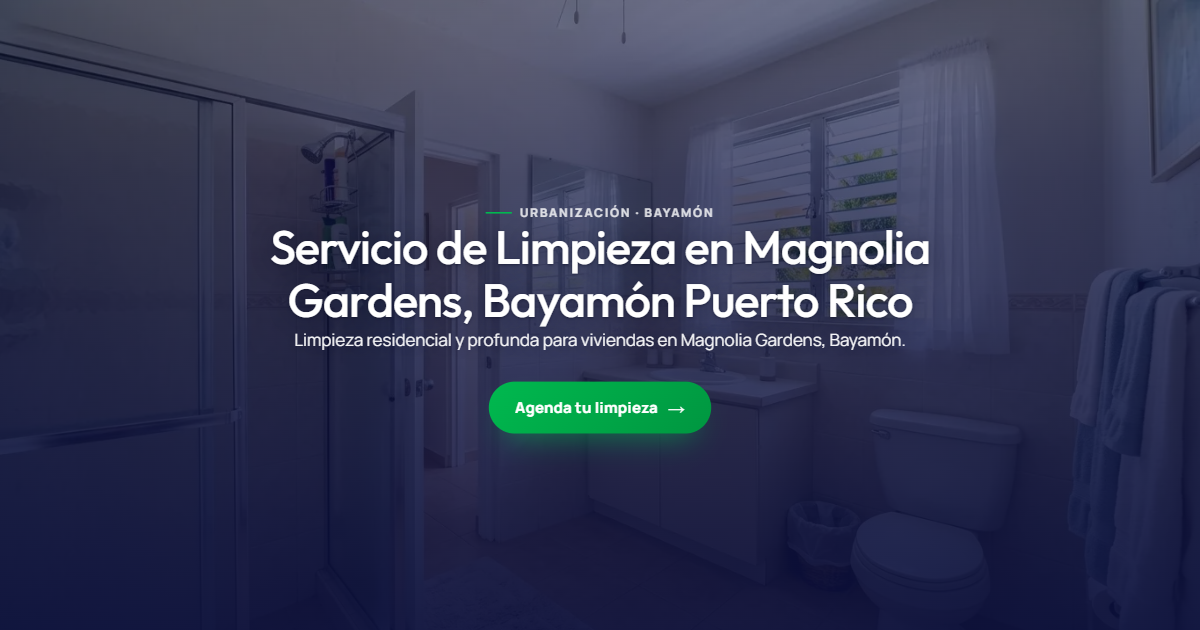 URBANIZACIÓN · BAYAMÓN
Servicio de Limpieza en Magnolia
Gardens, Bayamón Puerto Rico
Limpieza residencial y profunda para viviendas en Magnolia Gardens, Bayamón.
Agenda tu limpieza →